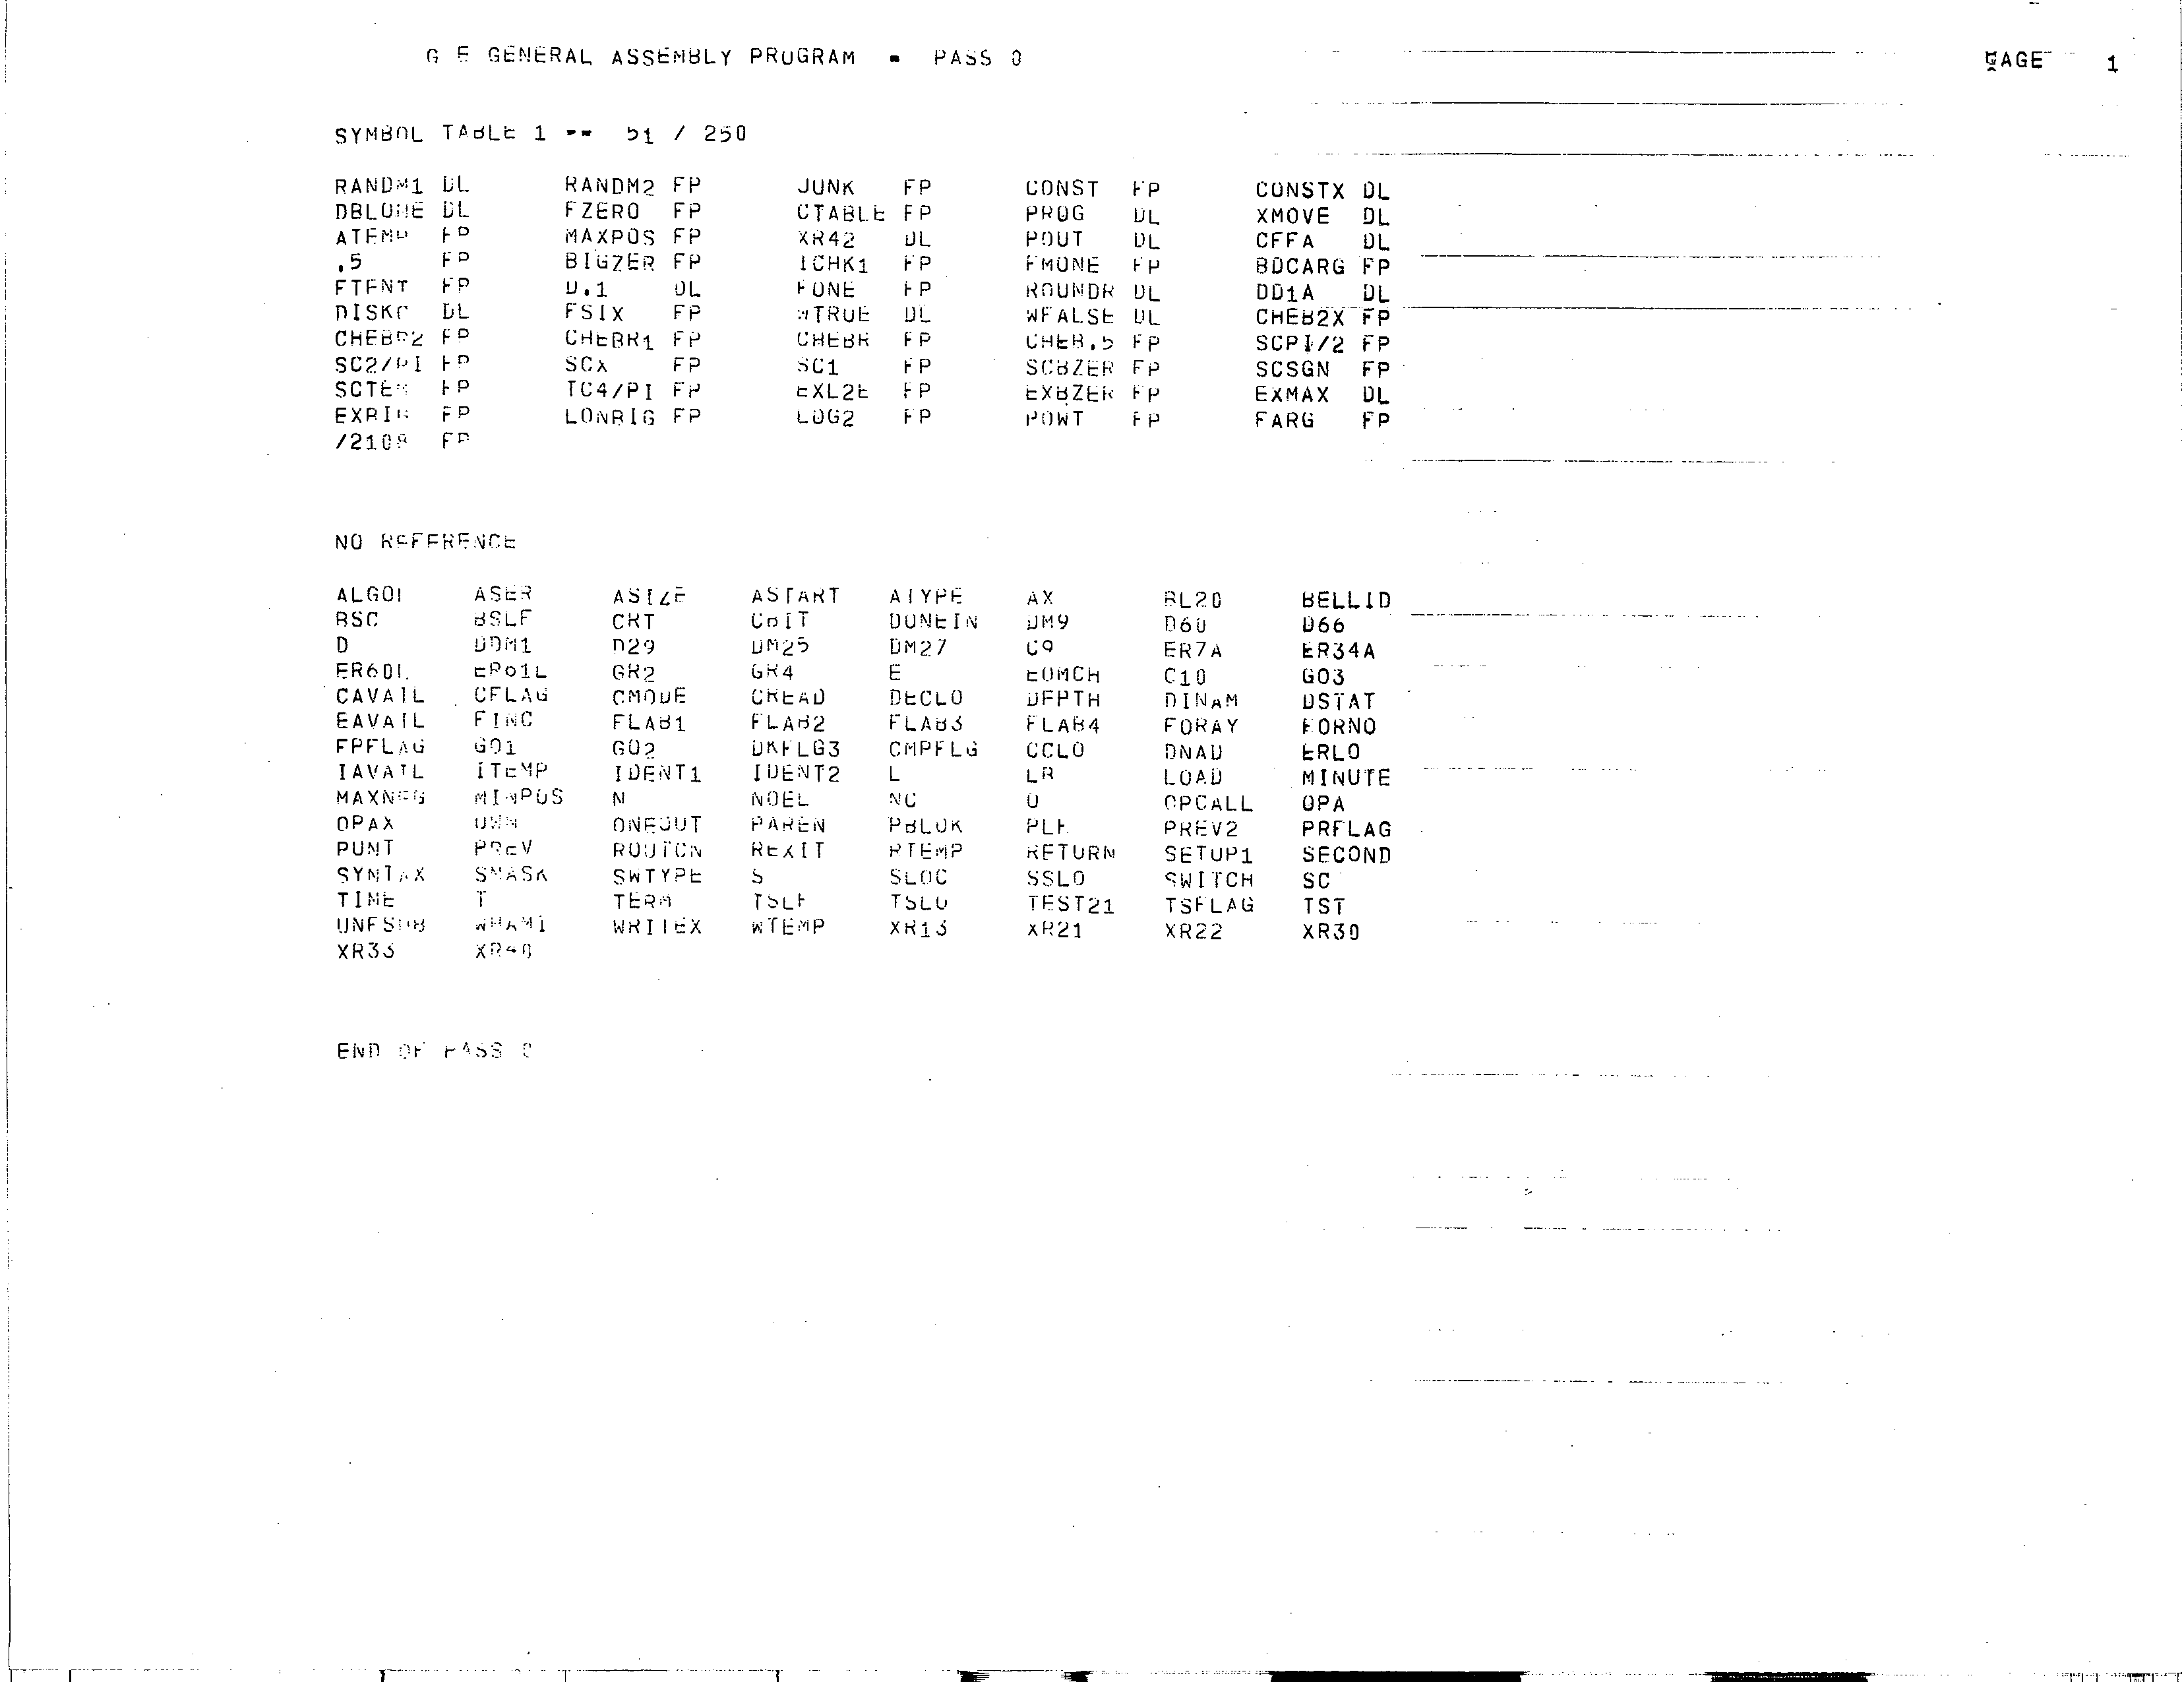 G E GENERAL ASSEMBLY PROGRAM - PASS 0 PAGE 1
SYMBOL TABLE 1 -- 51 / 250
RANDM1 DL RANDM2 FP JUNK FP CONST FP CONSTX DL
DBLONE DL FZERO FP CTABLE FP PROG DL XMOVE DL
ATEMP FP MAXPOS FP XR42 DL POUT DL CFFA DL
.5 FP BIGZER FP ICHK1 FP FMONE FP BDCARG FP
FTENT FP D.1 DL FONE FP ROUNDR DL DD1A DL
DISKC DL FSIX FP WTRUE DL WFALSE DL CHEB2X FP
CHEBR2 FP CHEBR1 FP CHEBR FP CHEB.5 FP SCPI/2 FP
SC2/PI FP SCX FP SC1 FP SCBZER FP SCSGN FP
SCTEM FP TC4/PI FP EXL2E FP EXBZER FP EXMAX DL
EXBIG FP LONBIG FP LOG2 FP POWT FP FARG FP
/2108 FP
NO REFERENCE
ALGOL ASER ASIZE ASTART ATYPE AX BL20 BELLID
BSC BSLF CRT CBIT DONEIN DM9 D60 D66
D DDM1 D29 DM25 DM27 C9 ER7A ER34A
ER60L ER61L GR2 GR4 E EOMCH C10 GO3
CAVAIL CFLAG CMODE CREAD DECLO DEPTH DINAM DSTAT
EAVAIL FINC FLAB1 FLAB2 FLAB3 FLAB4 FORAY FORNO
FPFLAG GO1 GO2 DKFLG3 CMPFLG CCLO DNAD ERLO
IAVAIL ITEMP IDENT1 IDENT2 L LR LOAD MINUTE
MAXNEG MINPOS N NOEL NC O OPCALL OPA
OPAX ONEOUT PAREN PBLOK PREV2 PRFLAG
PUNT PREV ROUTCN REXIT RTEMP RETURN SETUP1 SECOND
SYNTAX SMASK SWTYPE S SLOC SSLO SWITCH SC
TIME T TERM TSLF TSLO TEST21 TSFLAG TST
UNFSUB WHAMI WRITEX WTEMP XR13 XR21 XR22 XR30
XR33 XR40
END OF PASS 0